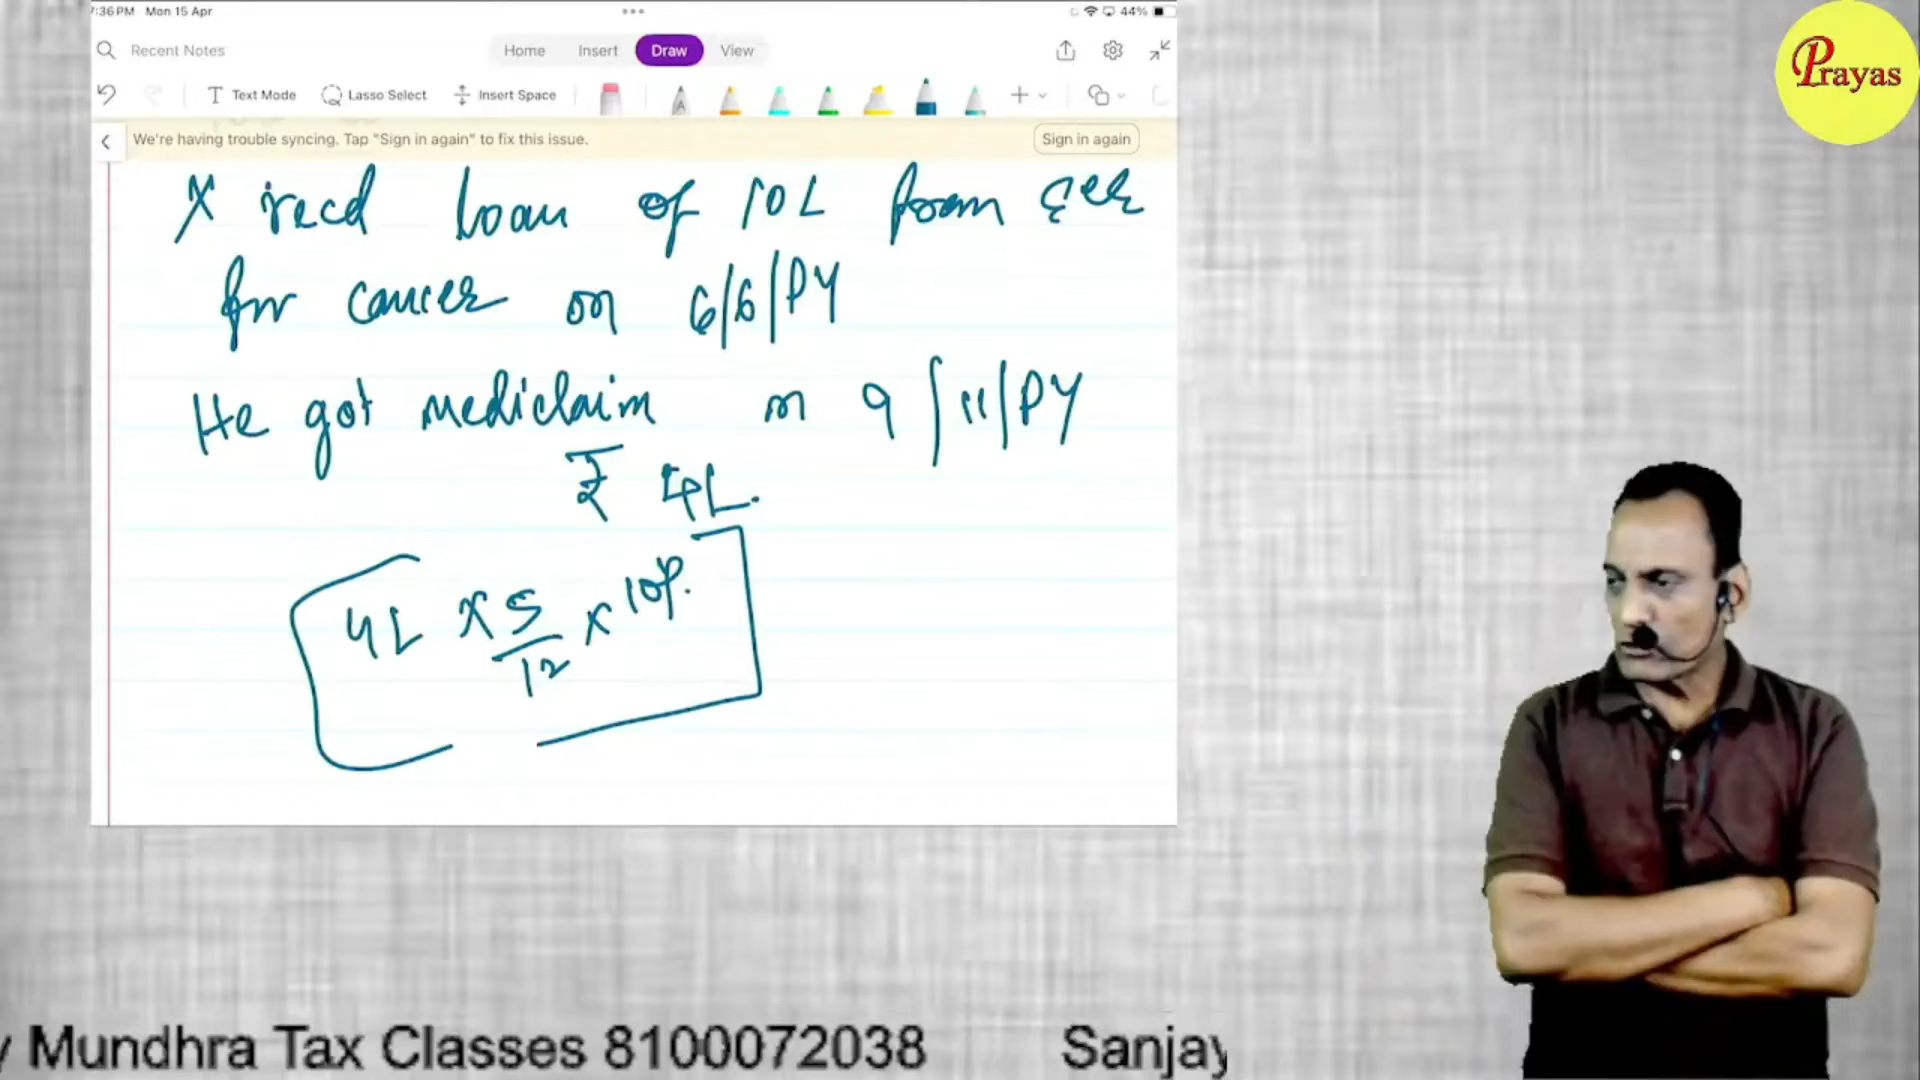 7:36 PM Mon 15 Apr
44%
Recent Notes
Home Insert Draw View
Text Mode Lasso Select Insert Space
We're having trouble syncing. Tap "Sign in again" to fix this issue.
Sign in again
Prayas
X recd loan of 10L from
for cancer on 6/6/PY
He got mediclaim on 9/11/PY
₹ 4L.
4L x 5/12 x 10%.
Mundhra Tax Classes 8100072038 Sanjay